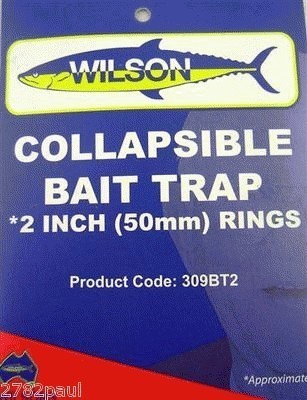 WILSON
COLLAPSIBLE
BAIT TRAP
*2 INCH (50mm) RINGS
Product Code: 309BT2
*Approximate
2782paul